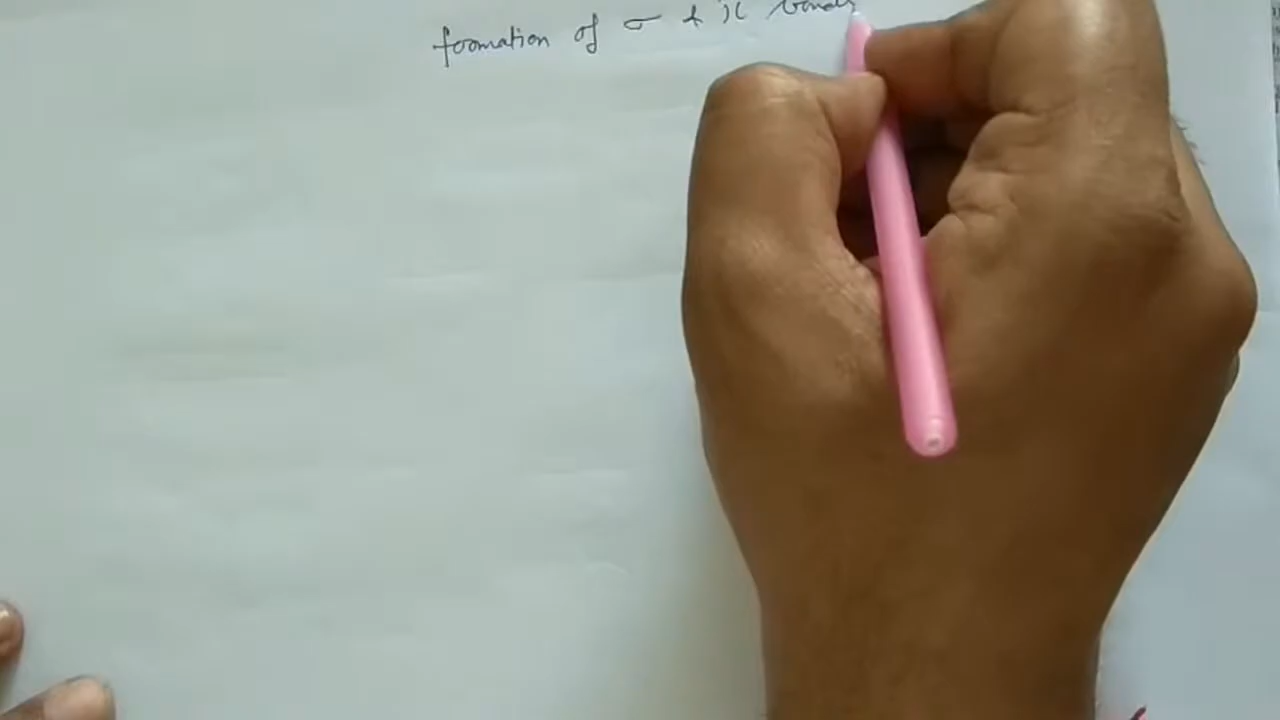 formation of σ & π bonds